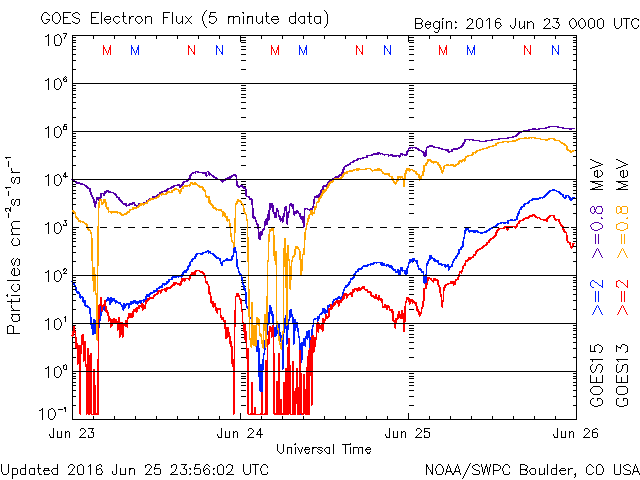 GOES Electron Flux (5 minute data)
Begin: 2016 Jun 23 0000 UTC
10⁷
M M N N M M N N M M N N
10⁶
10⁵
10⁴
10³
10²
10¹
10⁰
10⁻¹
Particles cm⁻²s⁻¹sr⁻¹
Jun 23 Jun 24 Jun 25 Jun 26
Universal Time
GOES15 >=2 >=0.8 MeV
GOES13 >=2 >=0.8 MeV
Updated 2016 Jun 25 23:56:02 UTC
NOAA/SWPC Boulder, CO USA